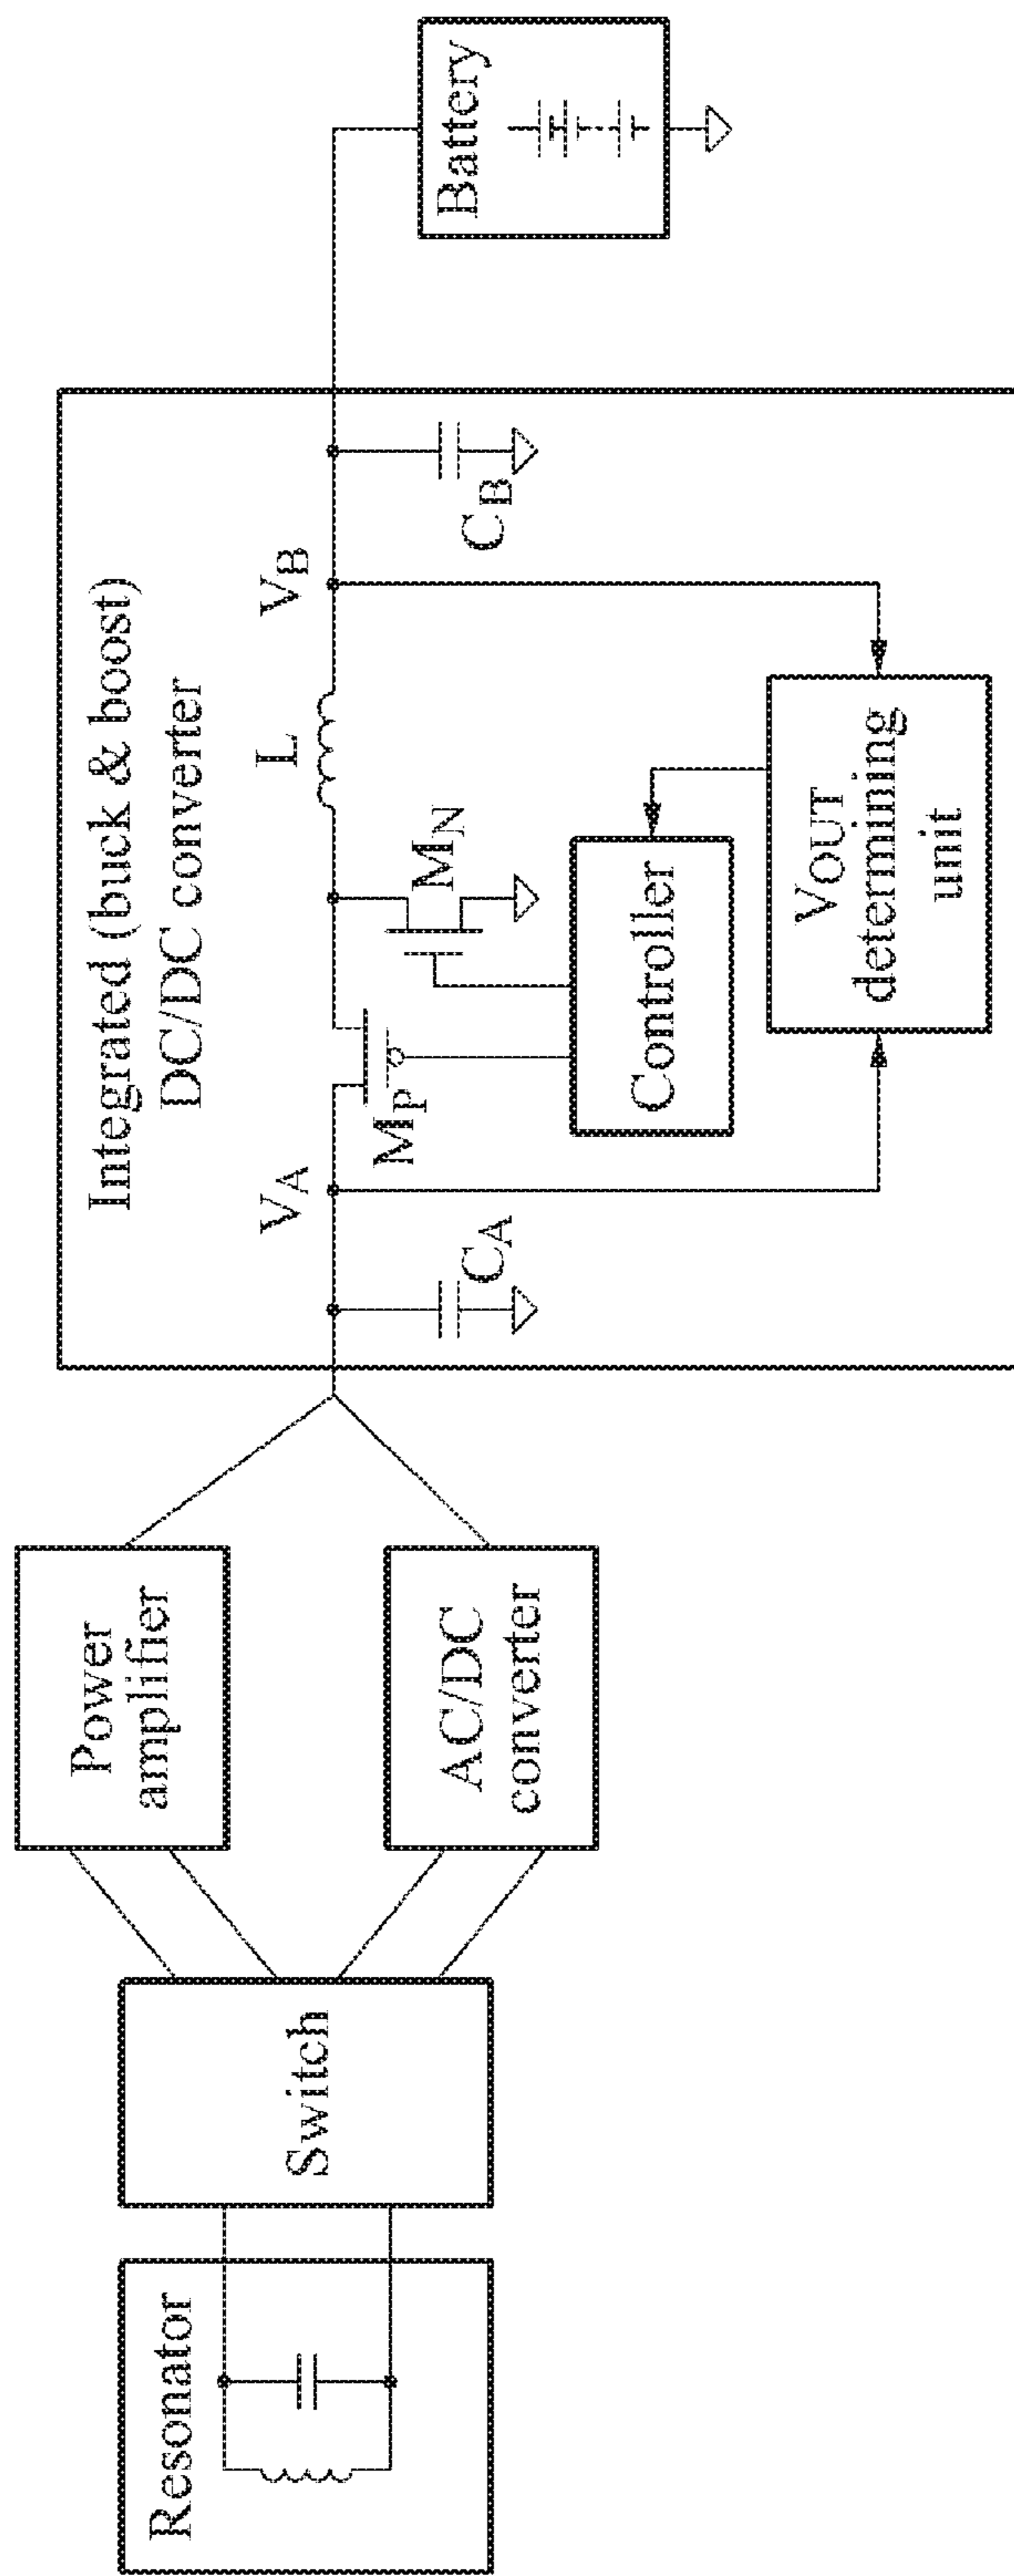 Resonator
Switch
Power
amplifier
AC/DC
converter
Integrated (buck & boost)
DC/DC converter
VA
CA
MP
MN
L
VB
CB
Controller
VOUT
determining
unit
Battery